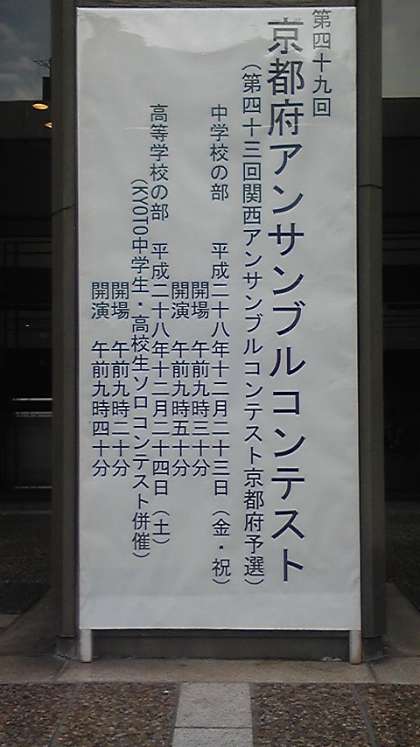 第四十九回
京都府アンサンブルコンテスト
（第四十三回関西アンサンブルコンテスト京都府予選）
中学校の部　平成二十八年十二月二十三日（金・祝）
開場　午前九時三十分
開演　午前九時五十分
高等学校の部　平成二十八年十二月二十四日（土）
（KYOTO中学生・高校生ソロコンテスト併催）
開場　午前九時二十分
開演　午前九時四十分